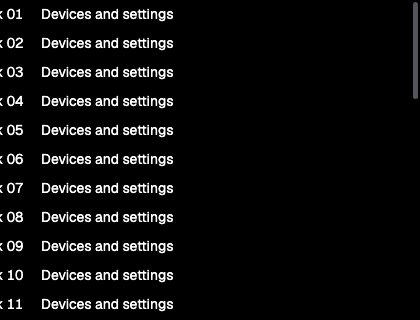 01 Devices and settings
02 Devices and settings
03 Devices and settings
04 Devices and settings
05 Devices and settings
06 Devices and settings
07 Devices and settings
08 Devices and settings
09 Devices and settings
10 Devices and settings
11 Devices and settings